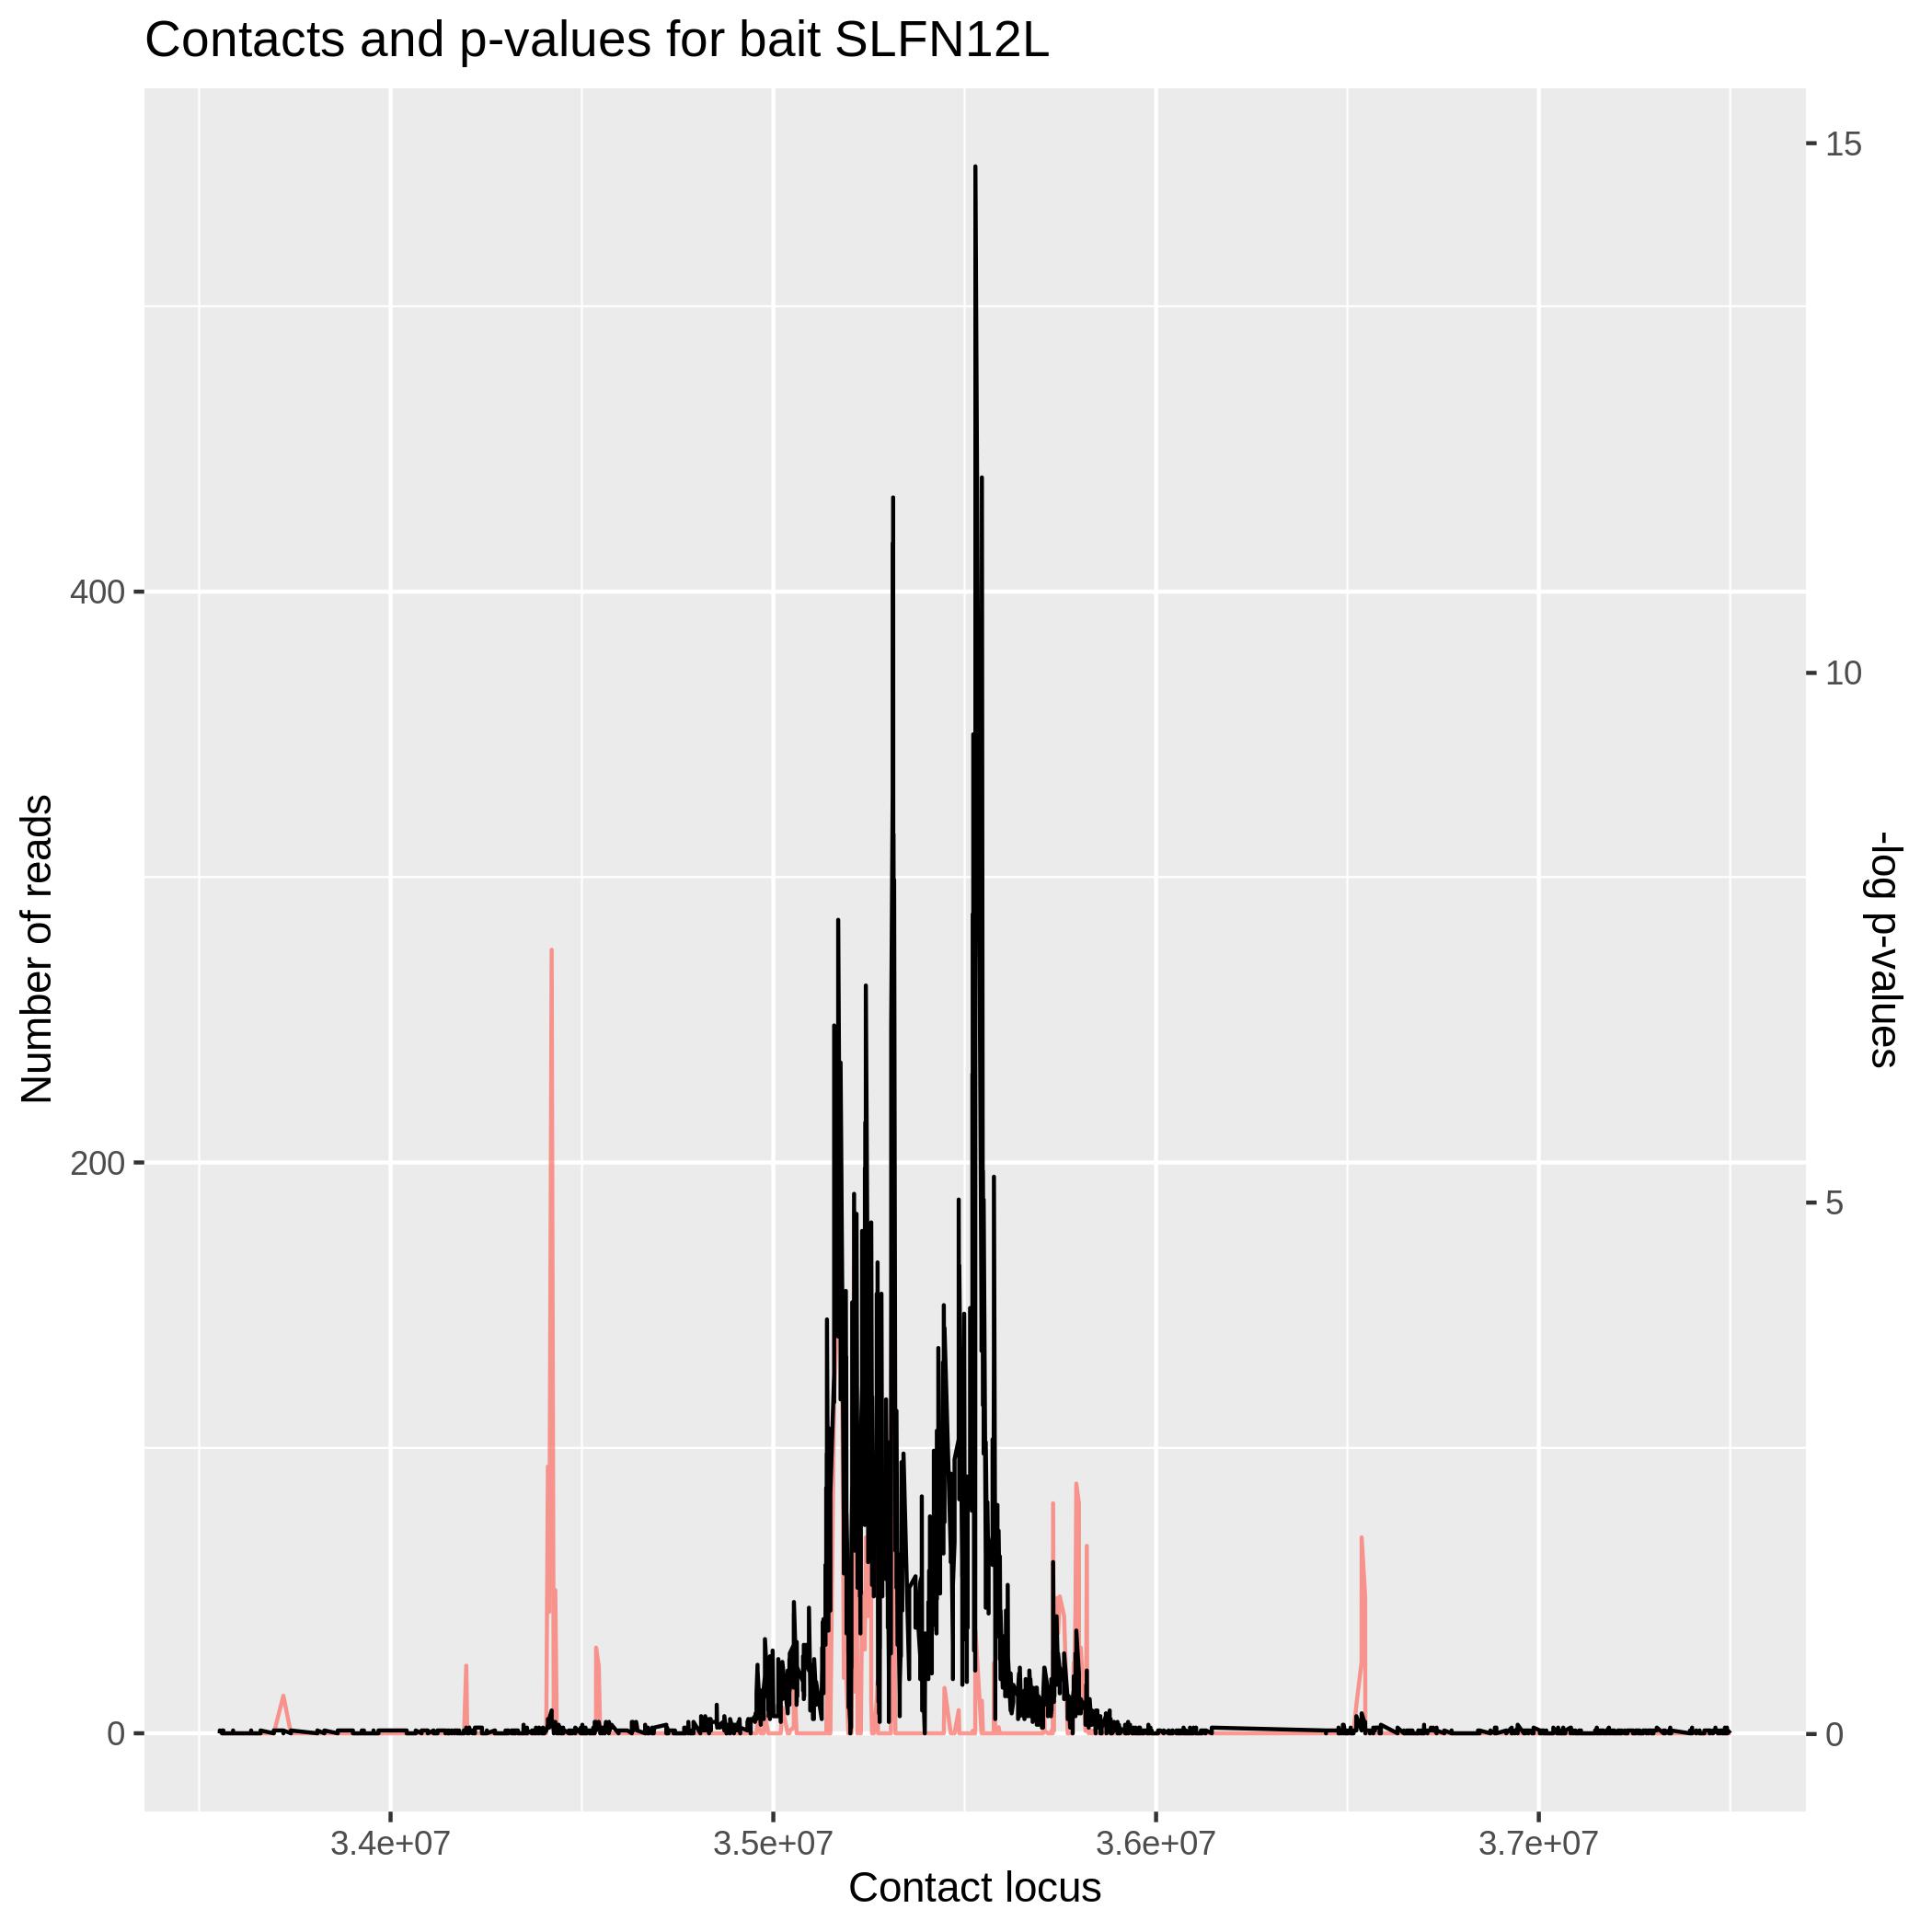 Contacts and p-values for bait SLFN12L
Number of reads
400
200
0
15
10
5
0
-log p-values
3.4e+07
3.5e+07
3.6e+07
3.7e+07
Contact locus